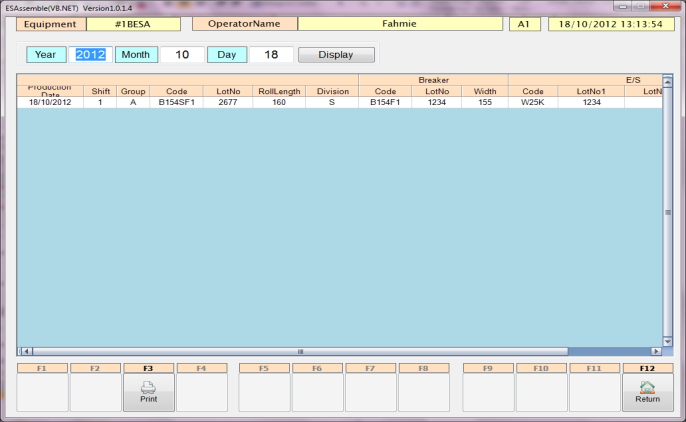 ESAssemble(VB.NET) Version1.0.1.4
Equipment #1BESA OperatorName Fahmie A1 18/10/2012 13:13:54
Year 2012 Month 10 Day 18 Display
Breaker E/S
Production Date Shift Group Code LotNo RollLength Division Code LotNo Width Code LotNo1
18/10/2012 1 A B154SF1 2677 160 S B154F1 1234 155 W25K 1234
F1 F2 F3 F4 F5 F6 F7 F8 F9 F10 F11 F12
Print Return